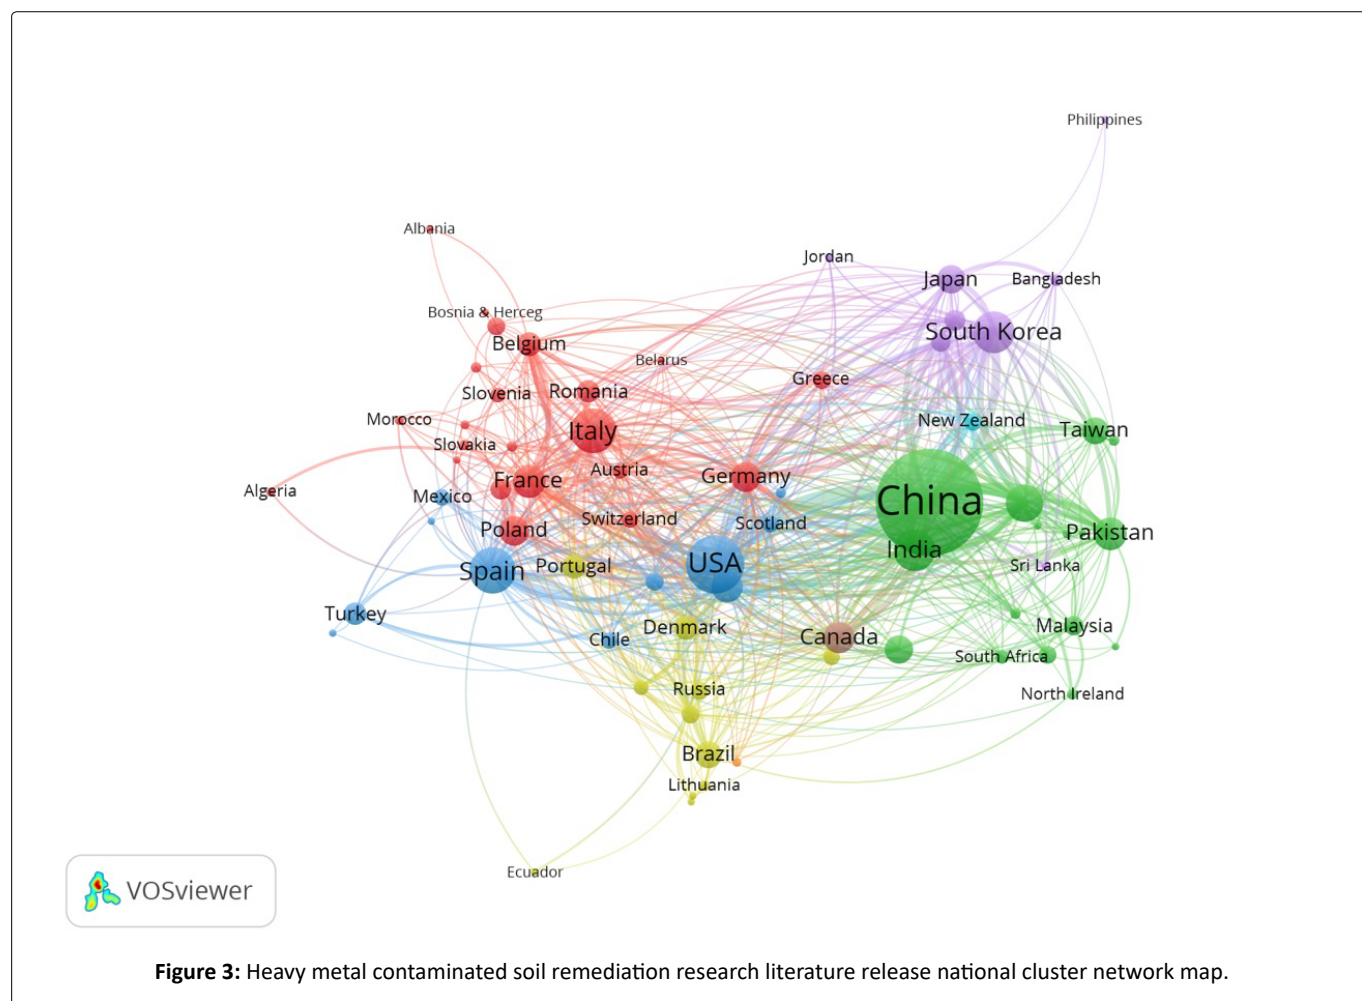 Philippines
Albania
Jordan
Japan
Bangladesh
Bosnia & Herceg
South Korea
Belgium
Belarus
Greece
Slovenia
Romania
Morocco
New Zealand
Italy
Taiwan
Slovakia
Austria
Germany
France
Algeria
Mexico
China
Switzerland
Scotland
Poland
Pakistan
India
Spain
Portugal
USA
Sri Lanka
Turkey
Denmark
Malaysia
Chile
Canada
South Africa
Russia
North Ireland
Brazil
Lithuania
Ecuador
VOSviewer
Figure 3: Heavy metal contaminated soil remediation research literature release national cluster network map.